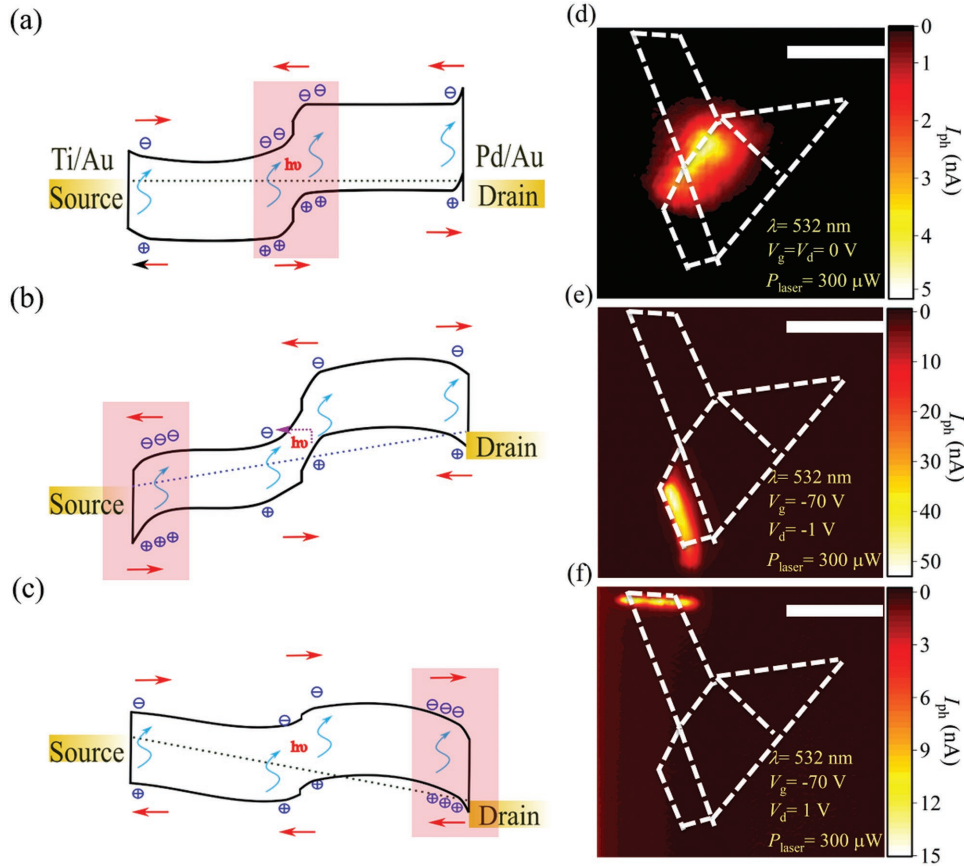 (a)
Ti/Au
Source
hυ
Pd/Au
Drain
(b)
Source
hυ
Drain
(c)
Source
hυ
Drain
(d)
λ= 532 nm
Vg=Vd= 0 V
Plaser= 300 μW
0
1
2
3
4
5
Iph (nA)
(e)
λ= 532 nm
Vg= -70 V
Vd= -1 V
Plaser= 300 μW
0
10
20
30
40
50
Iph (nA)
(f)
λ= 532 nm
Vg= -70 V
Vd= 1 V
Plaser= 300 μW
0
3
6
9
12
15
Iph (nA)